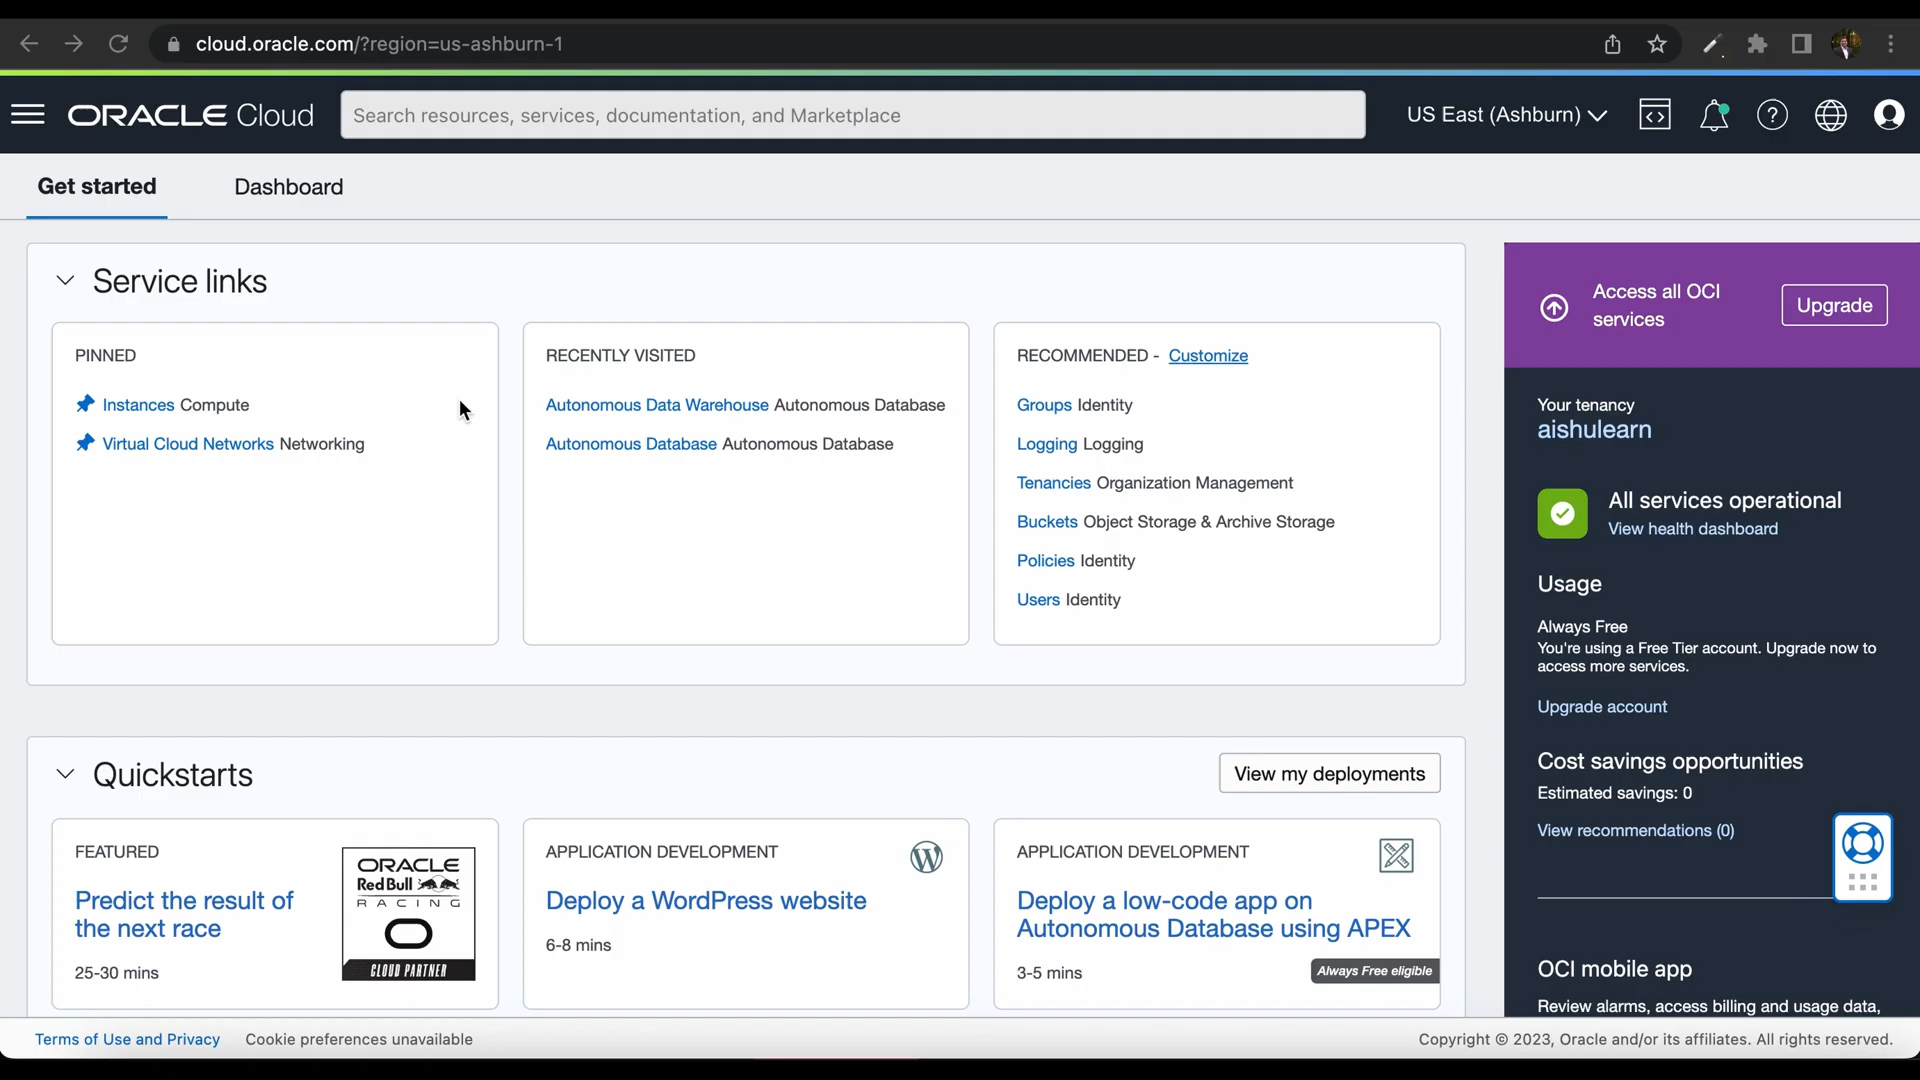 cloud.oracle.com/?region=us-ashburn-1
ORACLE Cloud
Search resources, services, documentation, and Marketplace
US East (Ashburn)
Get started
Dashboard
Service links
PINNED
Instances Compute
Virtual Cloud Networks Networking
RECENTLY VISITED
Autonomous Data Warehouse Autonomous Database
Autonomous Database Autonomous Database
RECOMMENDED - Customize
Groups Identity
Logging Logging
Tenancies Organization Management
Buckets Object Storage & Archive Storage
Policies Identity
Users Identity
Access all OCI
services
Upgrade
Your tenancy
aishulearn
All services operational
View health dashboard
Usage
Always Free
You're using a Free Tier account. Upgrade now to
access more services.
Upgrade account
Cost savings opportunities
Estimated savings: 0
View recommendations (0)
OCI mobile app
Review alarms, access billing and usage data,
Quickstarts
View my deployments
FEATURED
Predict the result of
the next race
25-30 mins
ORACLE
Red Bull
RACING
CLOUD PARTNER
APPLICATION DEVELOPMENT
Deploy a WordPress website
6-8 mins
APPLICATION DEVELOPMENT
Deploy a low-code app on
Autonomous Database using APEX
3-5 mins
Always Free eligible
Terms of Use and Privacy
Cookie preferences unavailable
Copyright © 2023, Oracle and/or its affiliates. All rights reserved.